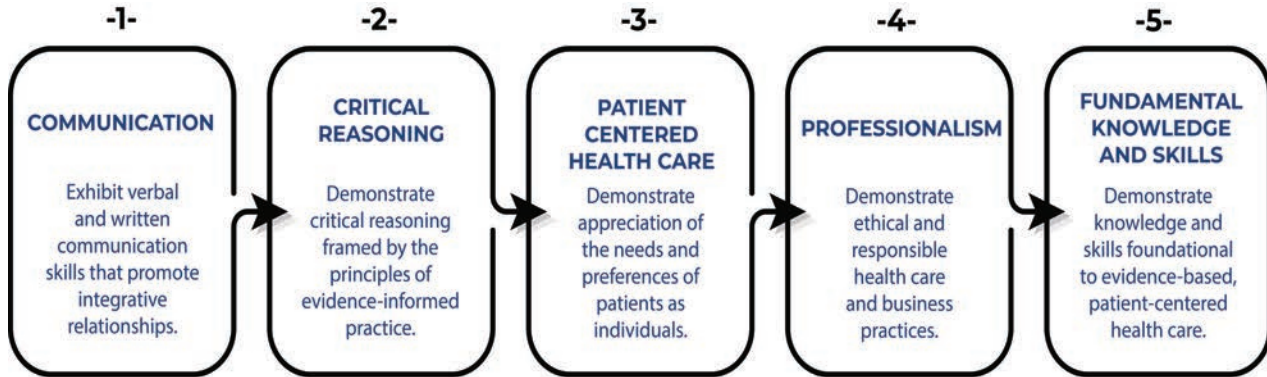 -1-
COMMUNICATION
Exhibit verbal
and written
communication
skills that promote
integrative
relationships.
-2-
CRITICAL
REASONING
Demonstrate
critical reasoning
framed by the
principles of
evidence-informed
practice.
-3-
PATIENT
CENTERED
HEALTH CARE
Demonstrate
appreciation of
the needs and
preferences of
patients as
individuals.
-4-
PROFESSIONALISM
Demonstrate
ethical and
responsible
health care
and business
practices.
-5-
FUNDAMENTAL
KNOWLEDGE
AND SKILLS
Demonstrate
knowledge and
skills foundational
to evidence-based,
patient-centered
health care.